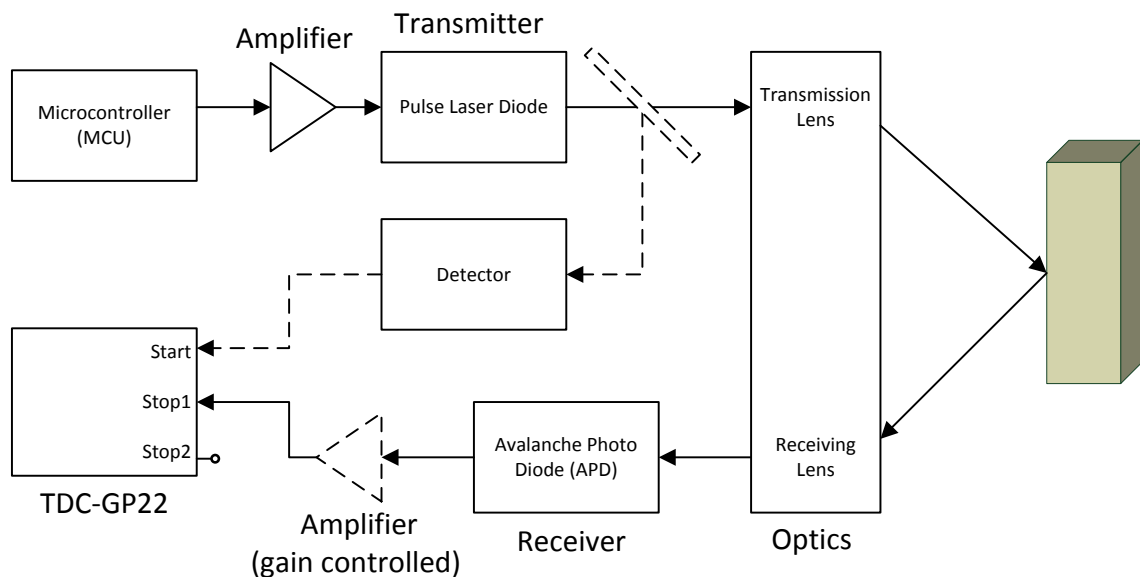 Amplifier
Transmitter
Microcontroller
(MCU)
Pulse Laser Diode
Transmission
Lens
Detector
Start
Stop1
Stop2
TDC-GP22
Amplifier
(gain controlled)
Avalanche Photo
Diode (APD)
Receiver
Receiving
Lens
Optics